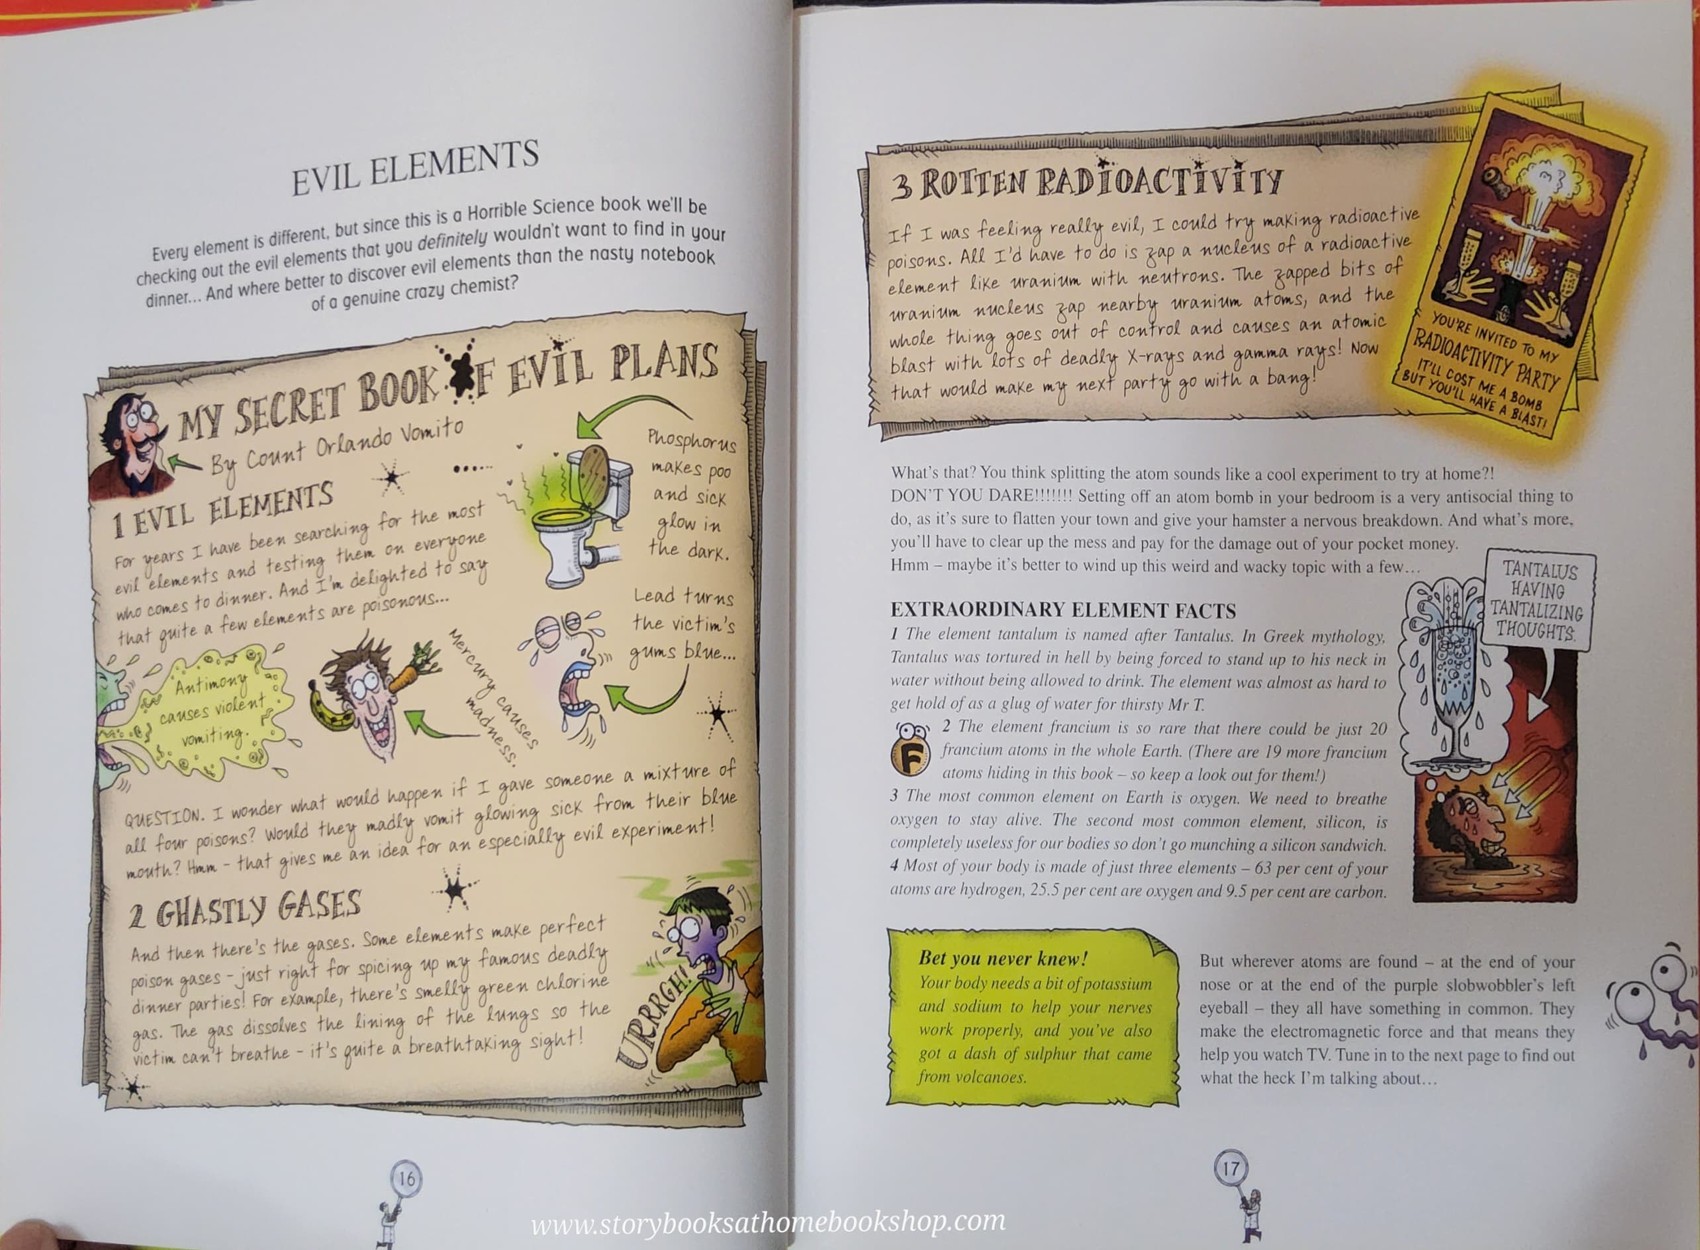 EVIL ELEMENTS
Every element is different, but since this is a Horrible Science book we'll be
checking out the evil elements that you definitely wouldn't want to find in your
dinner... And where better to discover evil elements than the nasty notebook
of a genuine crazy chemist?
MY SECRET BOOK OF EVIL PLANS
By Count Orlando Vomito
1 EVIL ELEMENTS
For years I have been searching for the most
evil elements and testing them on everyone
who comes to dinner. And I'm delighted to say
that quite a few elements are poisonous...
Phosphorus
makes poo
and sick
glow in
the dark.
Antimony
causes violent
vomiting.
Mercury causes
madness.
Lead turns
the victim's
gums blue...
QUESTION. I wonder what would happen if I gave someone a mixture of
all four poisons? Would they madly vomit glowing sick from their blue
mouth? Hmm - that gives me an idea for an especially evil experiment!
2 GHASTLY GASES
And then there's the gases. Some elements make perfect
poison gases - just right for spicing up my famous deadly
dinner parties! For example, there's smelly green chlorine
gas. The gas dissolves the lining of the lungs so the
victim can't breathe - it's quite a breathtaking sight!
URRRGH!
16
3 ROTTEN RADIOACTIVITY
If I was feeling really evil, I could try making radioactive
poisons. All I'd have to do is zap a nucleus of a radioactive
element like uranium with neutrons. The zapped bits of
uranium nucleus zap nearby uranium atoms, and the
whole thing goes out of control and causes an atomic
blast with lots of deadly X-rays and gamma rays! Now
that would make my next party go with a bang!
YOU'RE INVITED TO MY
RADIOACTIVITY PARTY
IT'LL COST ME A BOMB
BUT YOU'LL HAVE A BLAST!
What's that? You think splitting the atom sounds like a cool experiment to try at home?!
DON'T YOU DARE!!!!!!! Setting off an atom bomb in your bedroom is a very antisocial thing to
do, as it's sure to flatten your town and give your hamster a nervous breakdown. And what's more,
you'll have to clear up the mess and pay for the damage out of your pocket money.
Hmm – maybe it's better to wind up this weird and wacky topic with a few…
EXTRAORDINARY ELEMENT FACTS
1 The element tantalum is named after Tantalus. In Greek mythology,
Tantalus was tortured in hell by being forced to stand up to his neck in
water without being allowed to drink. The element was almost as hard to
get hold of as a glug of water for thirsty Mr T.
F
2 The element francium is so rare that there could be just 20
francium atoms in the whole Earth. (There are 19 more francium
atoms hiding in this book – so keep a look out for them!)
3 The most common element on Earth is oxygen. We need to breathe
oxygen to stay alive. The second most common element, silicon, is
completely useless for our bodies so don't go munching a silicon sandwich.
4 Most of your body is made of just three elements – 63 per cent of your
atoms are hydrogen, 25.5 per cent are oxygen and 9.5 per cent are carbon.
TANTALUS
HAVING
TANTALIZING
THOUGHTS.
Bet you never knew!
Your body needs a bit of potassium
and sodium to help your nerves
work properly, and you've also
got a dash of sulphur that came
from volcanoes.
But wherever atoms are found – at the end of your
nose or at the end of the purple slobwobbler's left
eyeball – they all have something in common. They
make the electromagnetic force and that means they
help you watch TV. Tune in to the next page to find out
what the heck I'm talking about…
17
www.storybooksathomebookshop.com